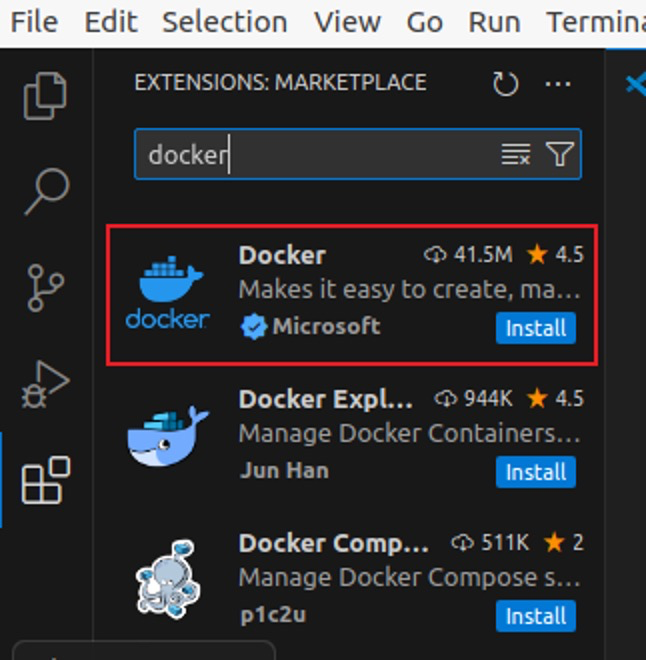 File Edit Selection View Go Run Termina
EXTENSIONS: MARKETPLACE
docker
Docker 41.5M 4.5
Makes it easy to create, ma...
docker
Microsoft Install
Docker Expl... 944K 4.5
Manage Docker Containers...
Jun Han Install
Docker Comp... 511K 2
Manage Docker Compose s...
p1c2u Install